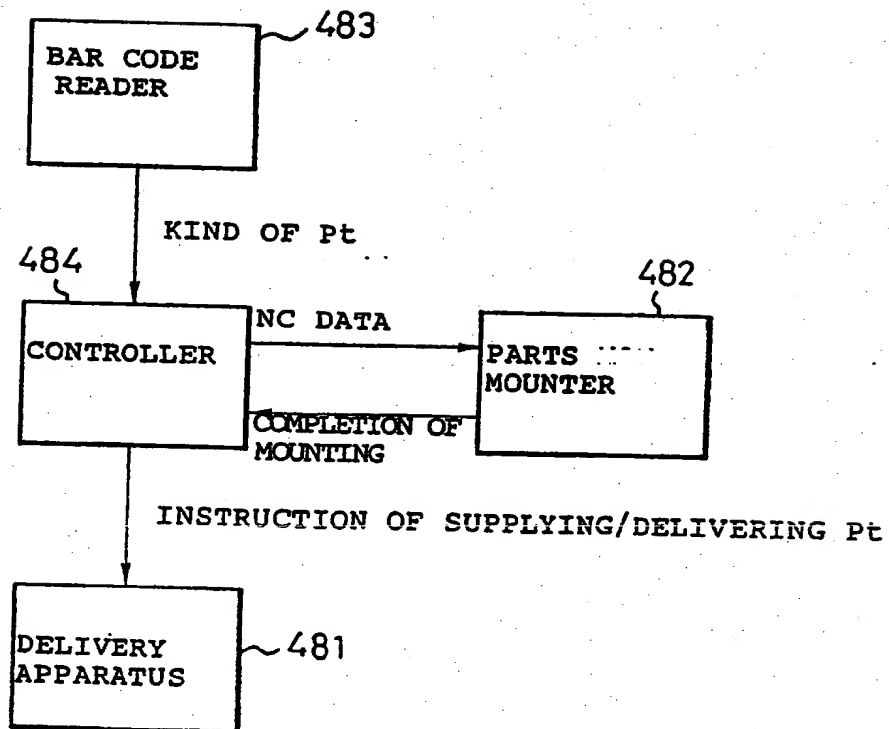 483
BAR CODE
READER
KIND OF Pt
484
482
NC DATA
CONTROLLER
PARTS
MOUNTER
COMPLETION OF
MOUNTING
INSTRUCTION OF SUPPLYING/DELIVERING Pt
DELIVERY
APPARATUS
481